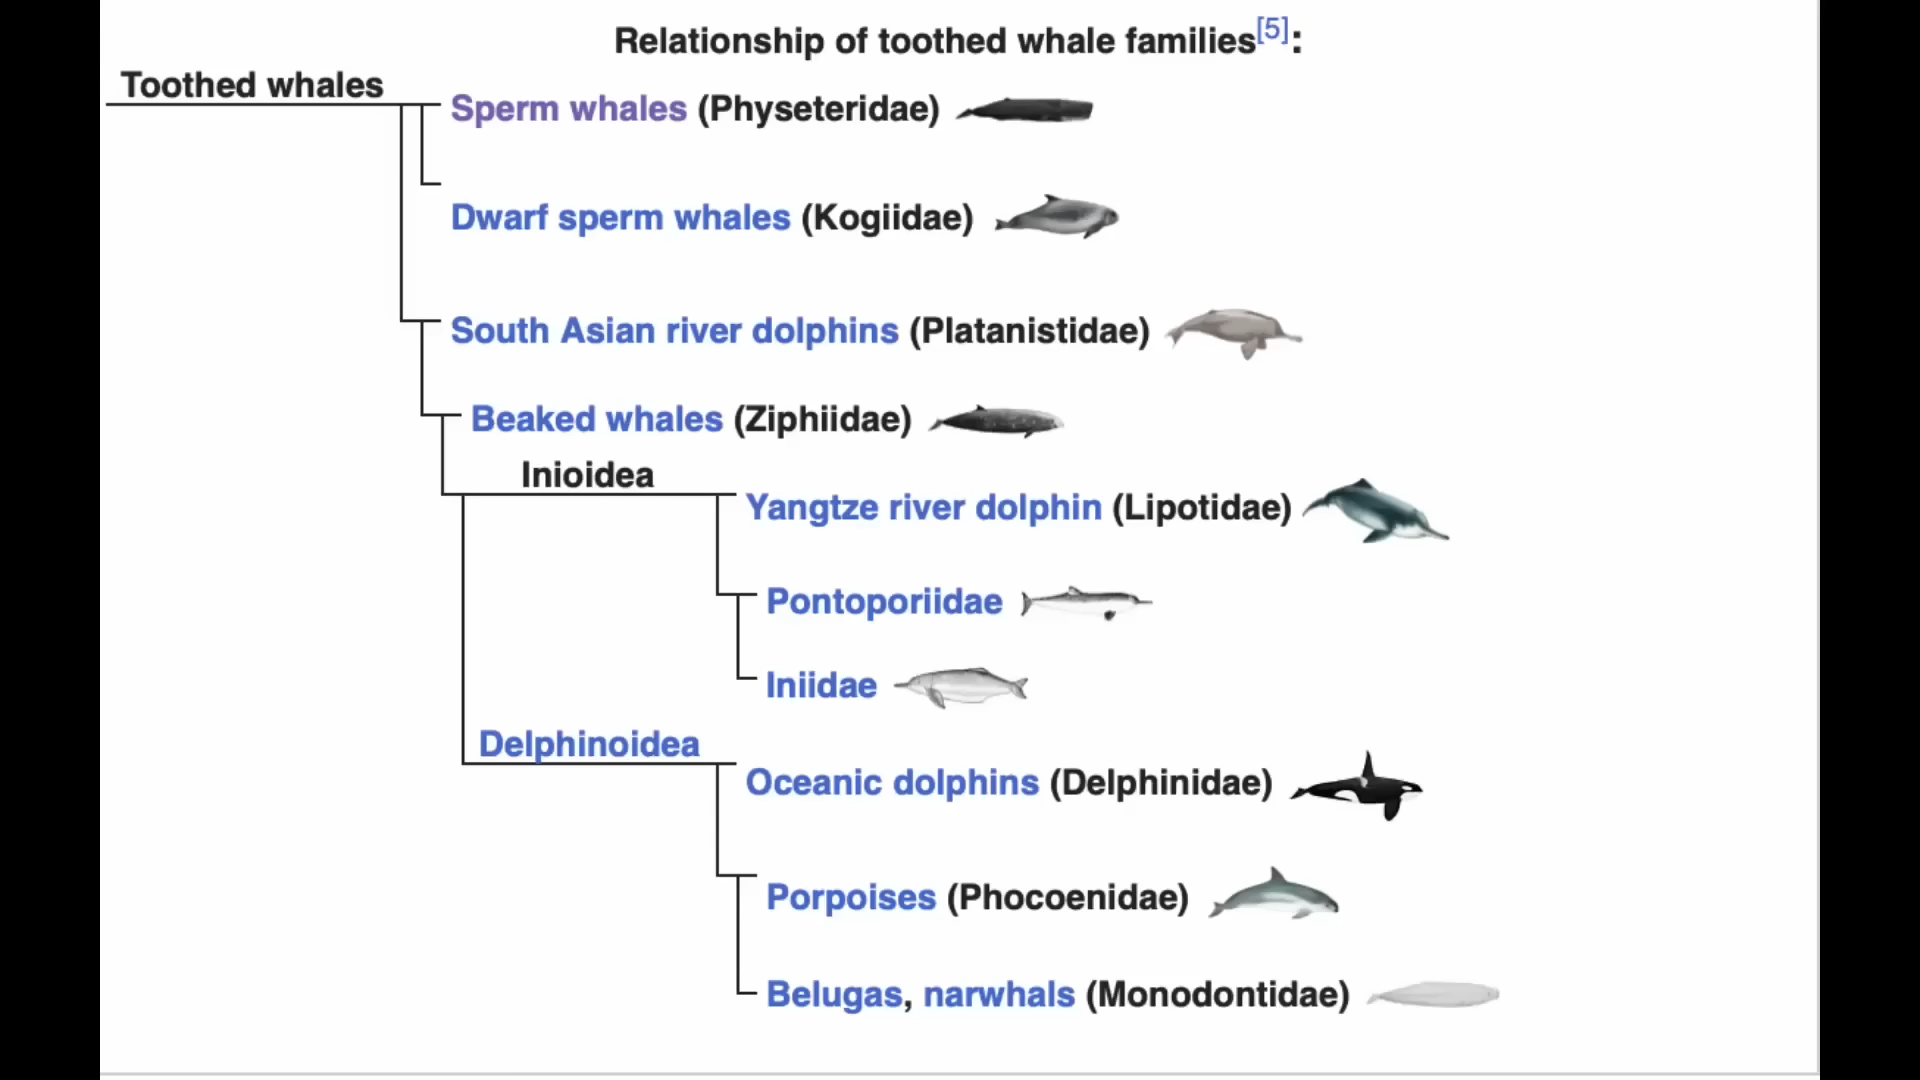 Relationship of toothed whale families[5]:
Toothed whales
Sperm whales (Physeteridae)
Dwarf sperm whales (Kogiidae)
South Asian river dolphins (Platanistidae)
Beaked whales (Ziphiidae)
Inioidea
Yangtze river dolphin (Lipotidae)
Pontoporiidae
Iniidae
Delphinoidea
Oceanic dolphins (Delphinidae)
Porpoises (Phocoenidae)
Belugas, narwhals (Monodontidae)